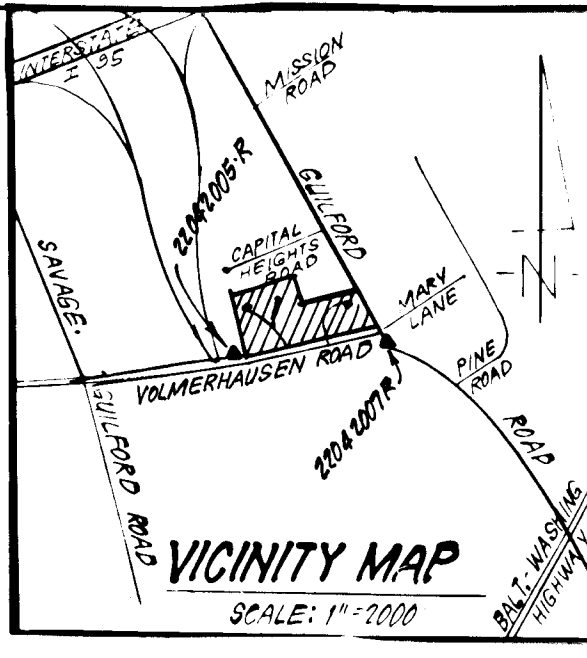 INTERSTATE
I 95
MISSION
ROAD
2204 2005·R
GUILFORD
CAPITAL
HEIGHTS
ROAD
SAVAGE.
MARY
LANE
N
VOLMERHAUSEN ROAD
PINE
ROAD
2204 2007 R
GUILFORD ROAD
ROAD
BALT.-WASHING
HIGHWAY
VICINITY MAP
SCALE: 1"=2000